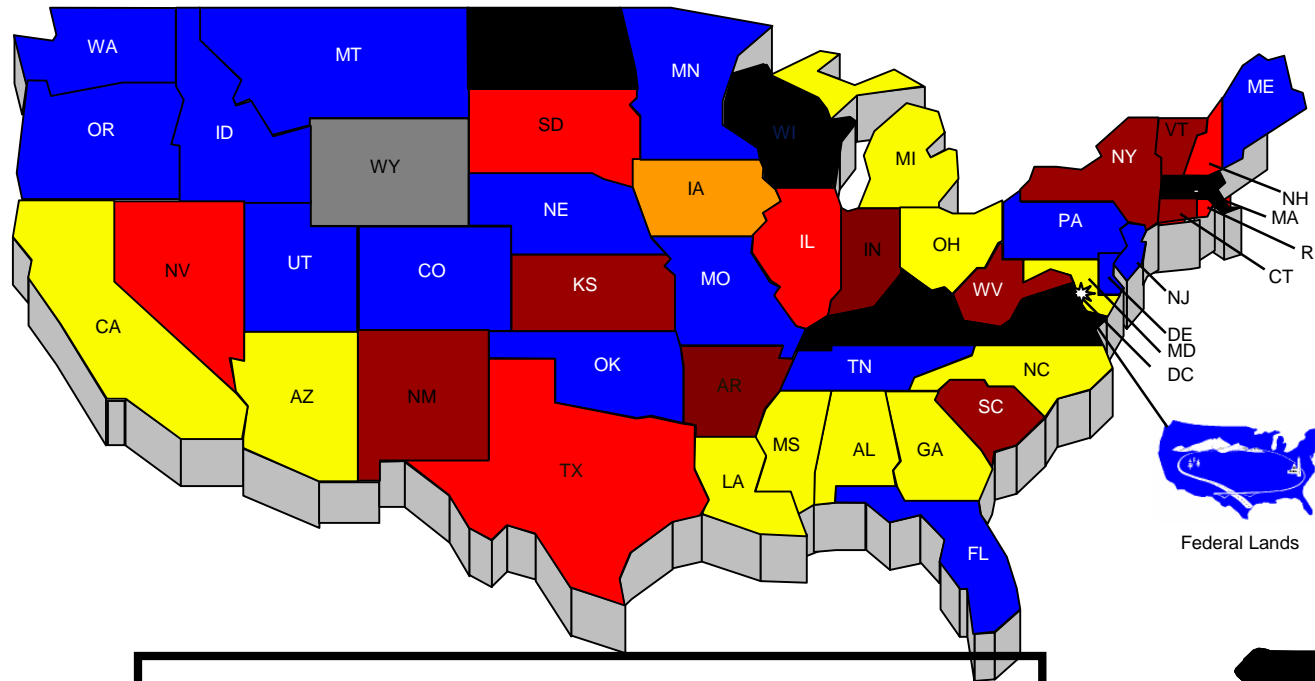 WA
MT
MN
ME
OR
ID
SD
WI
VT
NY
MI
WY
IA
NH
NE
PA
MA
IL
IN
OH
R
UT
CO
NV
MO
CT
KS
WV
NJ
CA
DE
MD
OK
TN
NC
DC
AZ
NM
AR
SC
MS
AL
GA
TX
LA
Federal Lands
FL